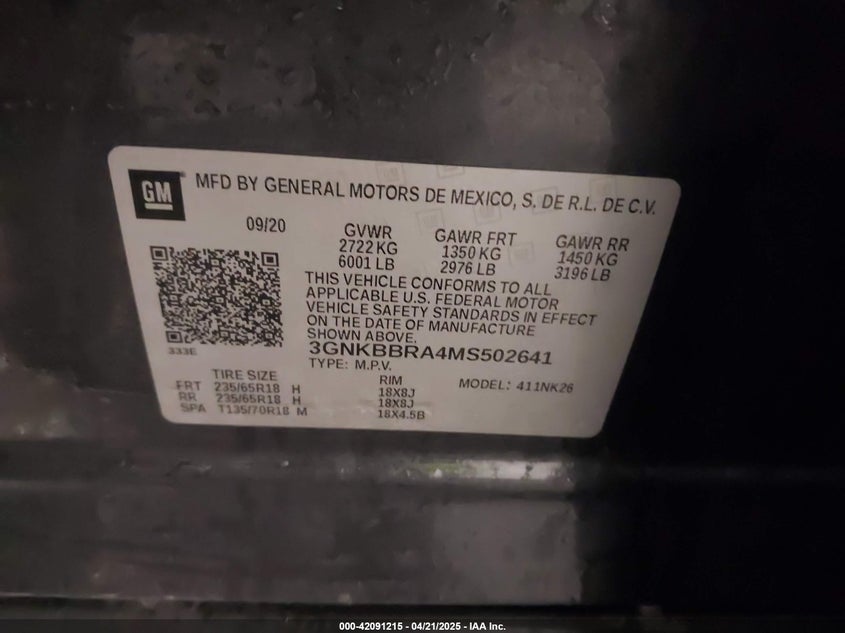 GM MFD BY GENERAL MOTORS DE MEXICO, S. DE R.L. DE C.V.
09/20 GVWR GAWR FRT GAWR RR
2722 KG 1350 KG 1450 KG
6001 LB 2976 LB 3196 LB
THIS VEHICLE CONFORMS TO ALL
APPLICABLE U.S. FEDERAL MOTOR
VEHICLE SAFETY STANDARDS IN EFFECT
ON THE DATE OF MANUFACTURE
SHOWN ABOVE.
333E 3GNKBBRA4MS502641
TYPE: M.P.V.
TIRE SIZE RIM MODEL: 411NK26
FRT 235/65R18 H 18X8J
RR 235/65R18 H 18X8J
SPA T135/70R18 M 18X4.5B
000-42091215 - 04/21/2025 - IAA Inc.